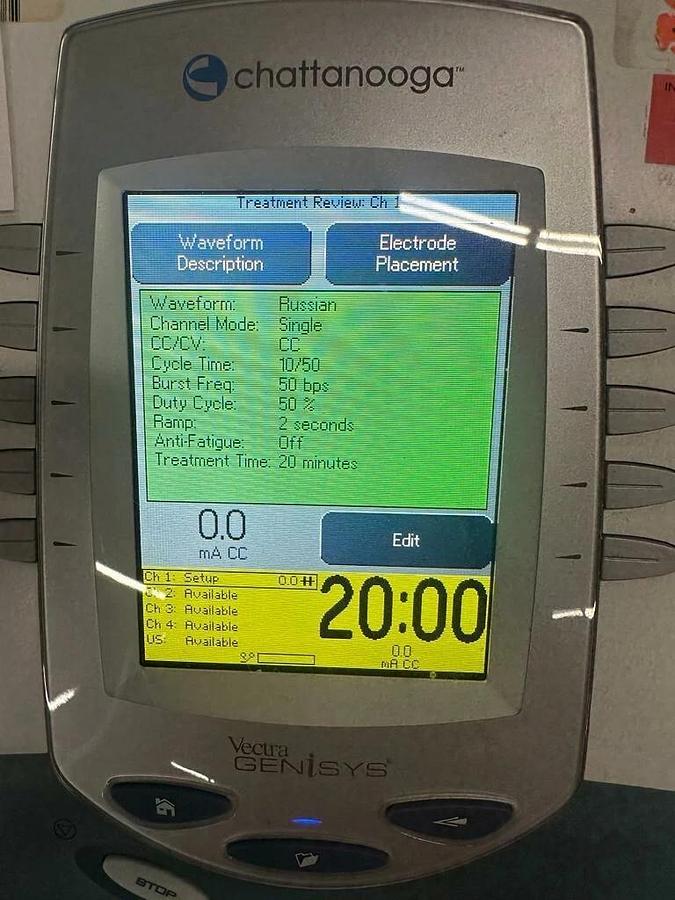 chattanooga™
Treatment Review: Ch 1
Waveform Description
Electrode Placement
Waveform: Russian
Channel Mode: Single
CC/CV: CC
Cycle Time: 10/50
Burst Freq: 50 bps
Duty Cycle: 50 %
Ramp: 2 seconds
Anti-Fatigue: Off
Treatment Time: 20 minutes
0.0
mA CC
Edit
Ch 1: Setup 0.0
Ch 2: Available
Ch 3: Available
Ch 4: Available
US: Available
20:00
0.0
mA CC
Vectra
GENiSYS®
STOP
IN